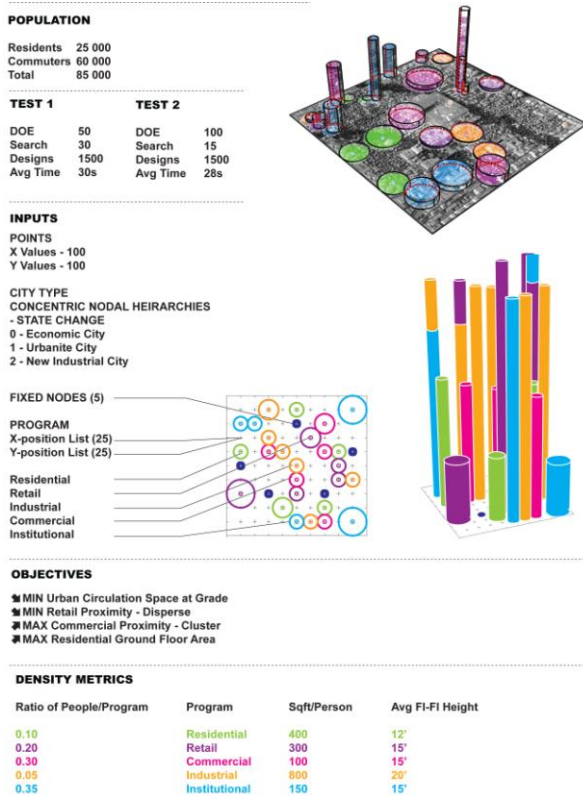 POPULATION
Residents 25 000
Commuters 60 000
Total 85 000
TEST 1 TEST 2
DOE 50 DOE 100
Search 30 Search 15
Designs 1500 Designs 1500
Avg Time 30s Avg Time 28s
INPUTS
POINTS
X Values - 100
Y Values - 100
CITY TYPE
CONCENTRIC NODAL HEIRARCHIES
- STATE CHANGE
0 - Economic City
1 - Urbanite City
2 - New Industrial City
FIXED NODES (5)
PROGRAM
X-position List (25)
Y-position List (25)
Residential
Retail
Industrial
Commercial
Institutional
OBJECTIVES
MIN Urban Circulation Space at Grade
MIN Retail Proximity - Disperse
MAX Commercial Proximity - Cluster
MAX Residential Ground Floor Area
DENSITY METRICS
Ratio of People/Program Program Sqft/Person Avg Fl-Fl Height
0.10 Residential 400 12'
0.20 Retail 300 15'
0.30 Commercial 100 15'
0.05 Industrial 800 20'
0.35 Institutional 150 15'